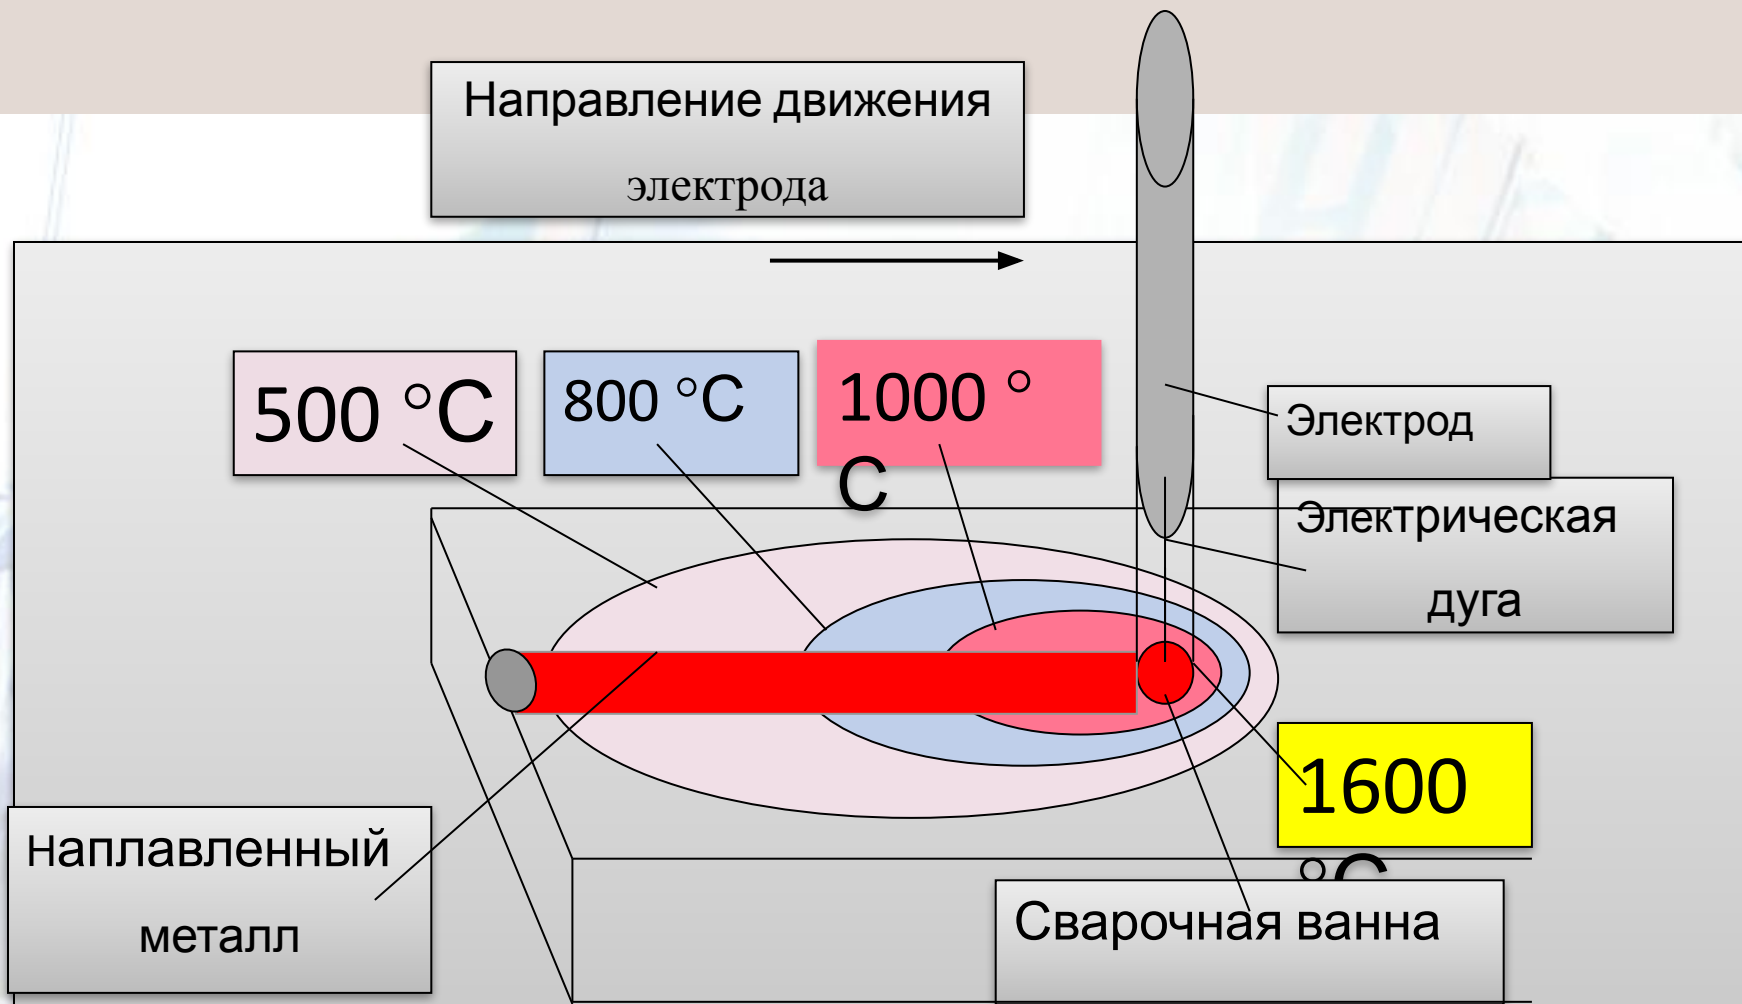 Направление движения
электрода
500 °C
800 °C
1000 °
C
Электрод
Электрическая
дуга
1600
°C
Наплавленный
металл
Сварочная ванна